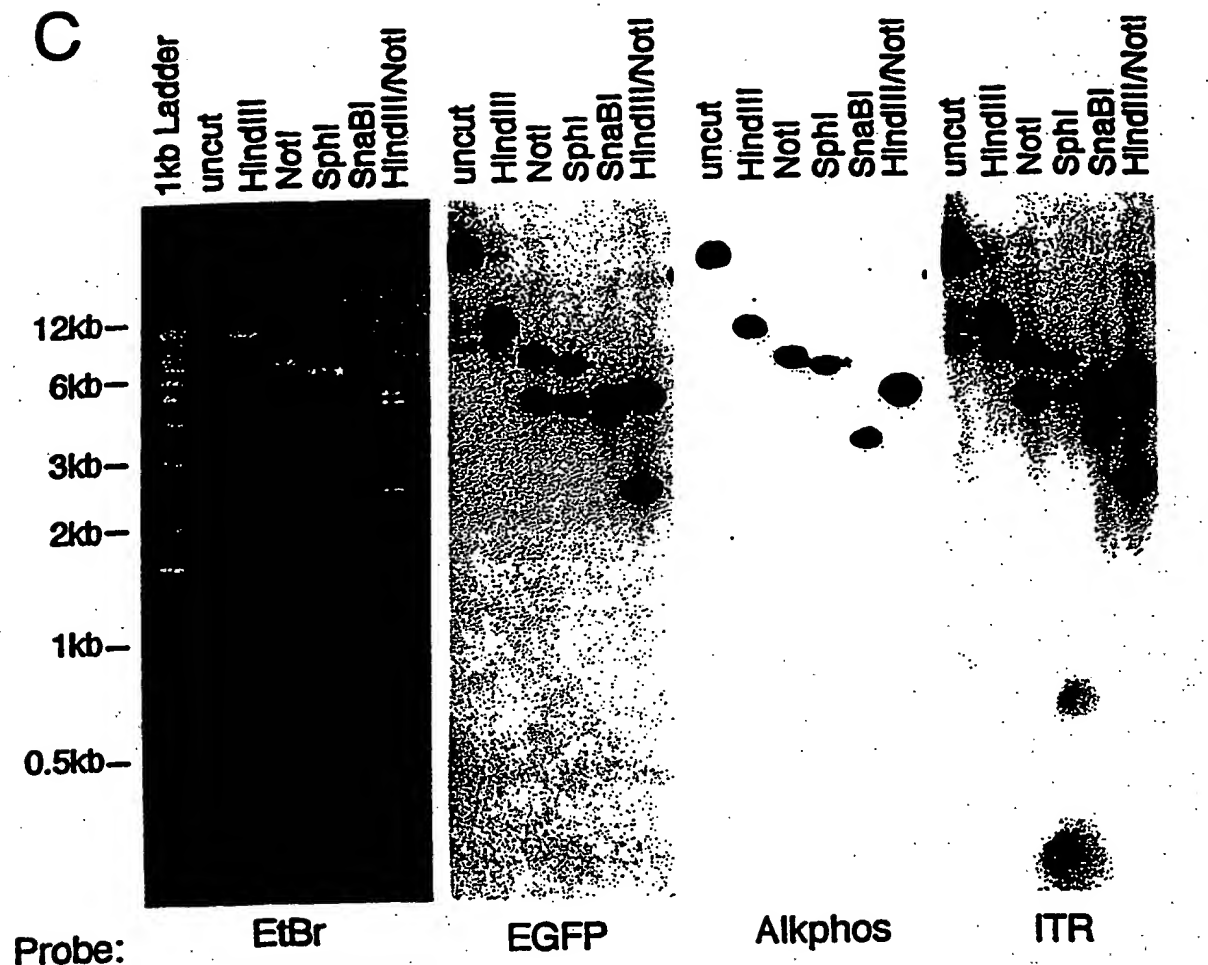 C
1kb Ladder
uncut
HindIII
NotI
SphI
SnaBI
HindIII/NotI
uncut
HindIII
NotI
SphI
SnaBI
HindIII/NotI
uncut
HindIII
NotI
SphI
SnaBI
HindIII/NotI
uncut
HindIII
NotI
SphI
SnaBI
HindIII/NotI
12kb
6kb
3kb
2kb
1kb
0.5kb
Probe: EtBr EGFP Alkphos ITR